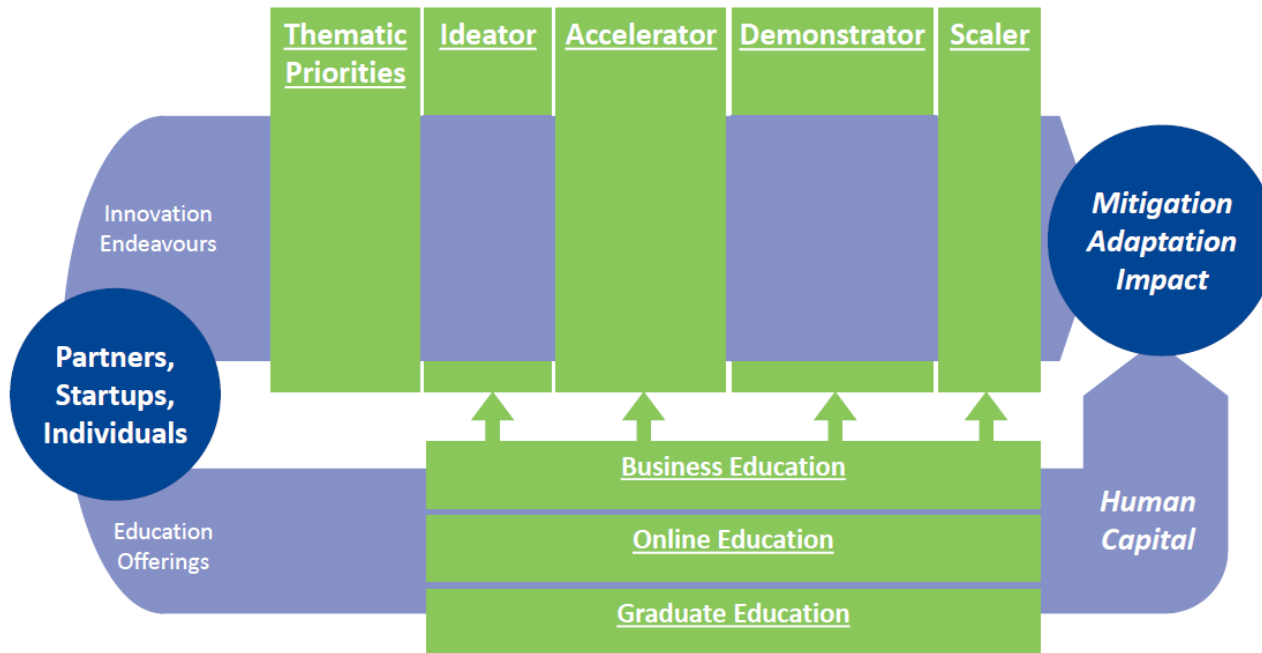 Thematic
Priorities
Ideator
Accelerator
Demonstrator
Scaler
Innovation
Endeavours
Mitigation
Adaptation
Impact
Partners,
Startups,
Individuals
Business Education
Education
Offerings
Online Education
Human
Capital
Graduate Education